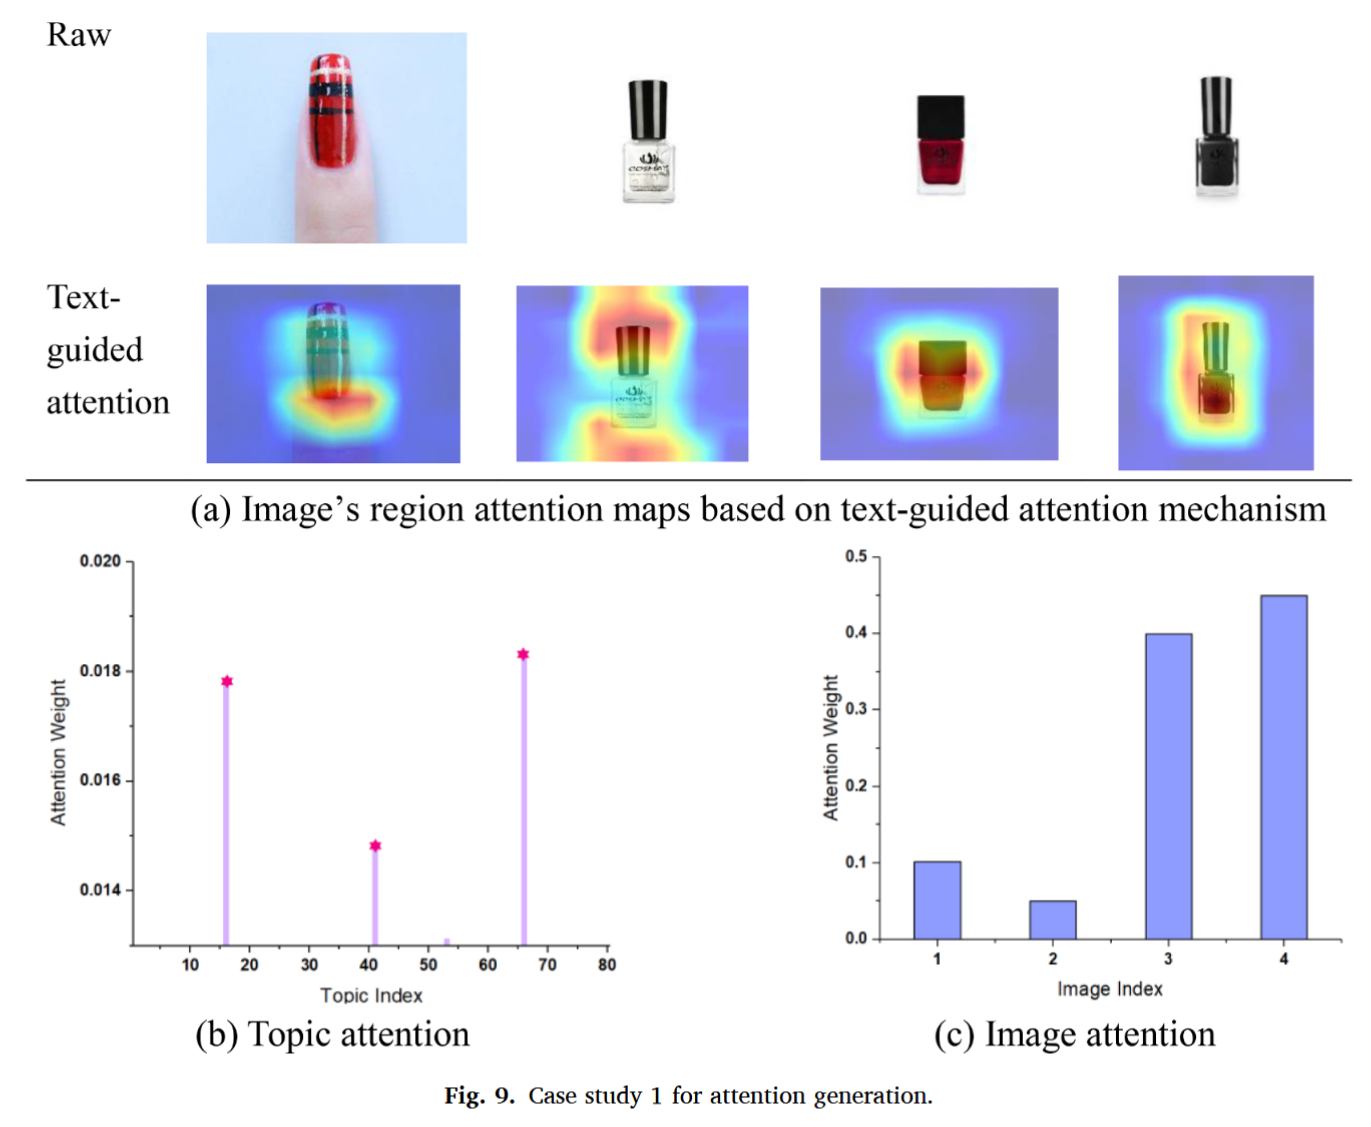 Raw
Text-
guided
attention
(a) Image's region attention maps based on text-guided attention mechanism
0.020
0.018
0.016
0.014
Attention Weight
10 20 30 40 50 60 70 80
Topic Index
(b) Topic attention
0.5
0.4
0.3
0.2
0.1
0.0
Attention Weight
1 2 3 4
Image Index
(c) Image attention
Fig. 9. Case study 1 for attention generation.